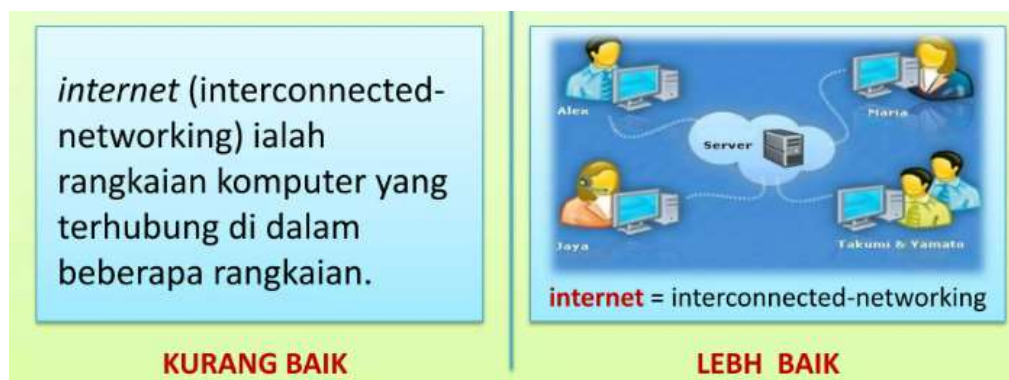 internet (interconnected-
networking) ialah
rangkaian komputer yang
terhubung di dalam
beberapa rangkaian.
KURANG BAIK
Alex
Maria
Server
Jaya
Takumi & Yamato
internet = interconnected-networking
LEBH BAIK